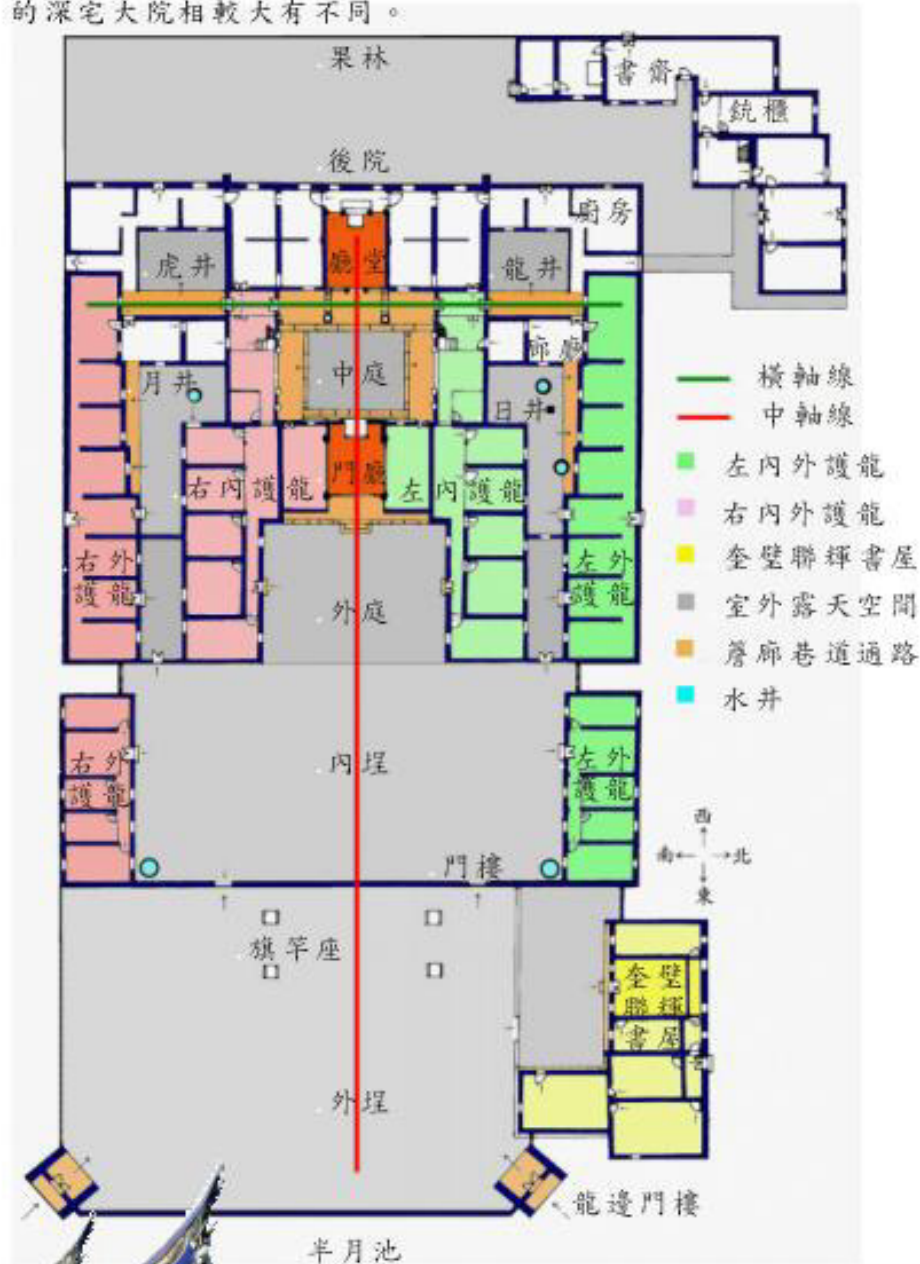 的深宅大院相較大有不同。
果林
書齋
銃櫃
後院
廚房
虎井
廳堂
龍井
廊廳
月井
中庭
日井
橫軸線
中軸線
右內護龍
門廳
左內護龍
左內外護龍
右內外護龍
奎壁聯輝書屋
室外露天空間
簷廊巷道通路
水井
右外
護龍
外庭
左外
護龍
右外
護龍
內埕
左外
護龍
門樓
西
南
北
東
旗竿座
奎壁
聯輝
書屋
外埕
龍邊門樓
半月池